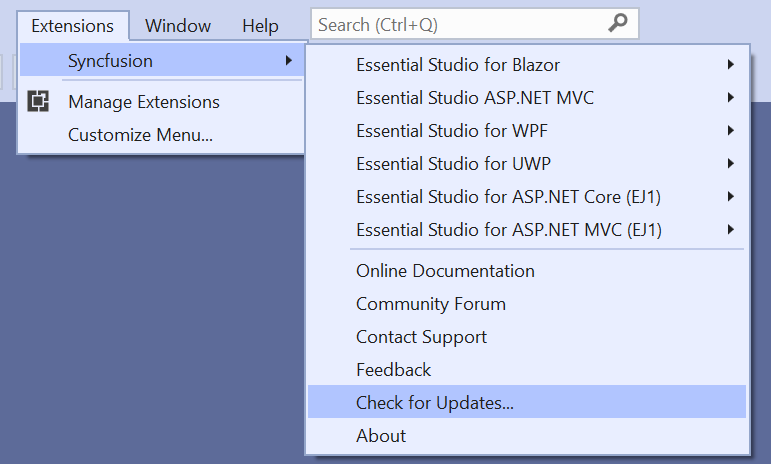 Extensions Window Help Search (Ctrl+Q)
Syncfusion
Manage Extensions
Customize Menu...
Essential Studio for Blazor
Essential Studio ASP.NET MVC
Essential Studio for WPF
Essential Studio for UWP
Essential Studio for ASP.NET Core (EJ1)
Essential Studio for ASP.NET MVC (EJ1)
Online Documentation
Community Forum
Contact Support
Feedback
Check for Updates...
About